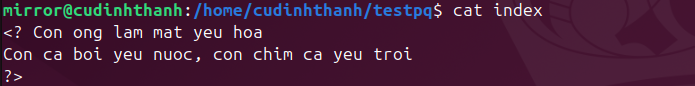 mirror@cudinhthanh:/home/cudinhthanh/testpq$ cat index
<? Con ong lam mat yeu hoa
Con ca boi yeu nuoc, con chim ca yeu troi
?>